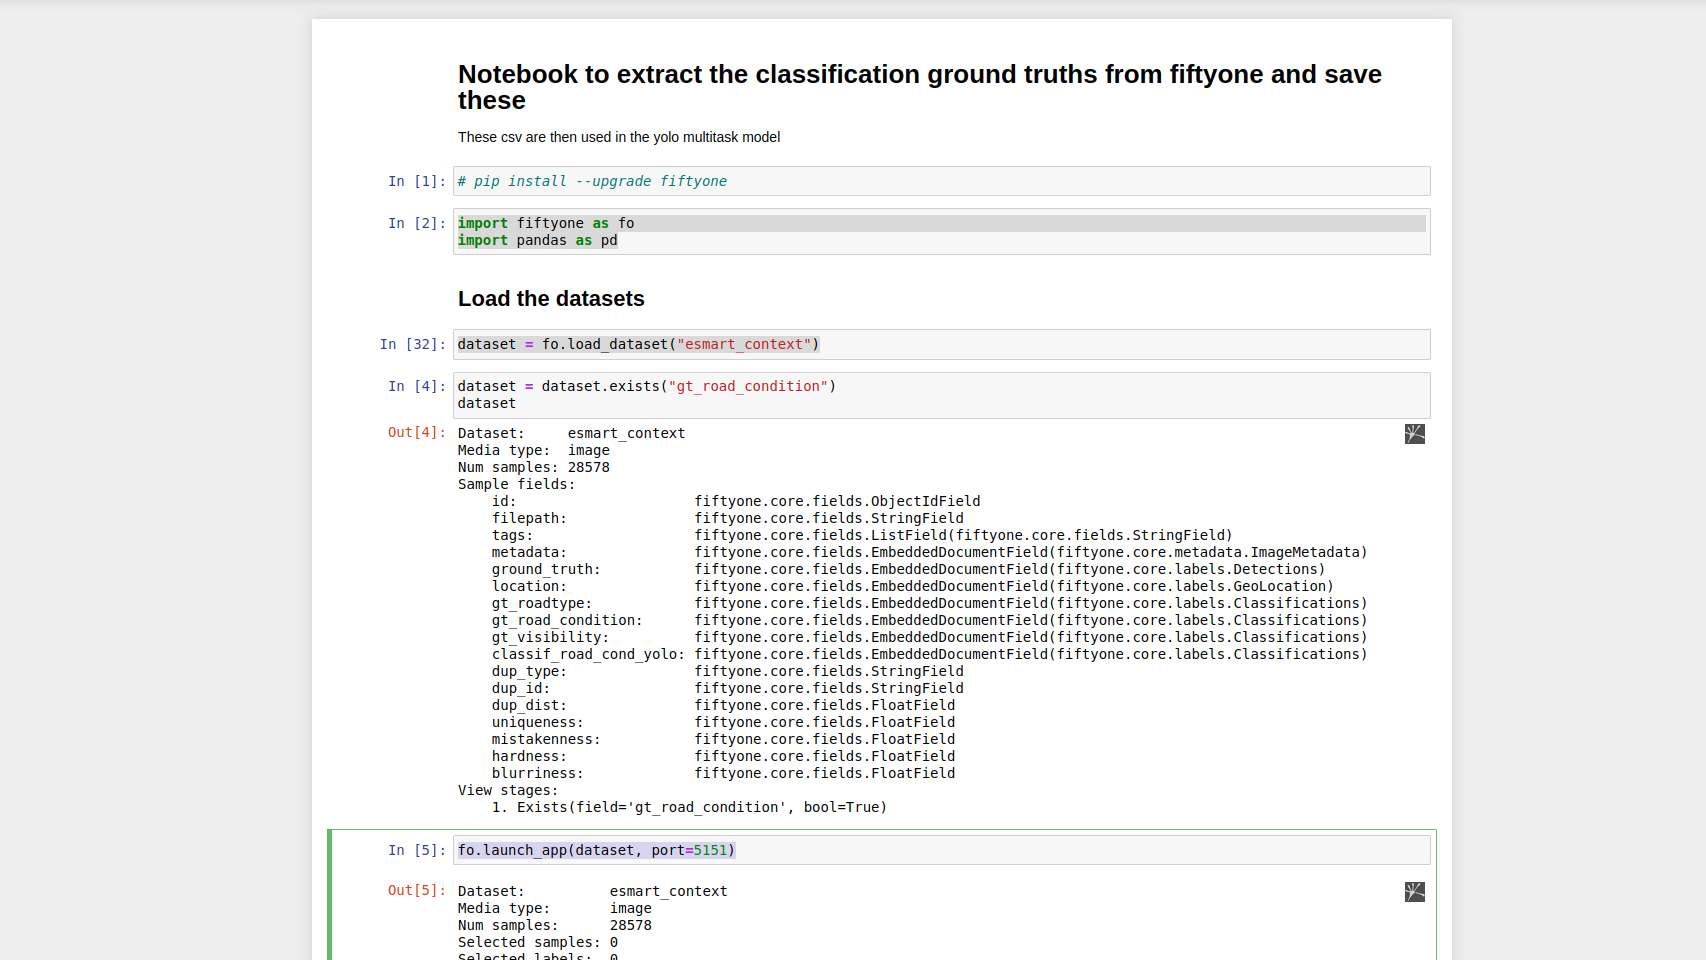 Notebook to extract the classification ground truths from fiftyone and save
these
These csv are then used in the yolo multitask model
In [1]: # pip install --upgrade fiftyone
In [2]: import fiftyone as fo
import pandas as pd
Load the datasets
In [32]: dataset = fo.load_dataset("esmart_context")
In [4]: dataset = dataset.exists("gt_road_condition")
dataset
Out[4]: Dataset:     esmart_context
Media type:  image
Num samples: 28578
Sample fields:
    id:                     fiftyone.core.fields.ObjectIdField
    filepath:               fiftyone.core.fields.StringField
    tags:                   fiftyone.core.fields.ListField(fiftyone.core.fields.StringField)
    metadata:               fiftyone.core.fields.EmbeddedDocumentField(fiftyone.core.metadata.ImageMetadata)
    ground_truth:           fiftyone.core.fields.EmbeddedDocumentField(fiftyone.core.labels.Detections)
    location:               fiftyone.core.fields.EmbeddedDocumentField(fiftyone.core.labels.GeoLocation)
    gt_roadtype:            fiftyone.core.fields.EmbeddedDocumentField(fiftyone.core.labels.Classifications)
    gt_road_condition:      fiftyone.core.fields.EmbeddedDocumentField(fiftyone.core.labels.Classifications)
    gt_visibility:          fiftyone.core.fields.EmbeddedDocumentField(fiftyone.core.labels.Classifications)
    classif_road_cond_yolo: fiftyone.core.fields.EmbeddedDocumentField(fiftyone.core.labels.Classifications)
    dup_type:               fiftyone.core.fields.StringField
    dup_id:                 fiftyone.core.fields.StringField
    dup_dist:               fiftyone.core.fields.FloatField
    uniqueness:             fiftyone.core.fields.FloatField
    mistakenness:           fiftyone.core.fields.FloatField
    hardness:               fiftyone.core.fields.FloatField
    blurriness:             fiftyone.core.fields.FloatField
View stages:
    1. Exists(field='gt_road_condition', bool=True)
In [5]: fo.launch_app(dataset, port=5151)
Out[5]: Dataset:          esmart_context
Media type:       image
Num samples:      28578
Selected samples: 0
Selected labels:  0